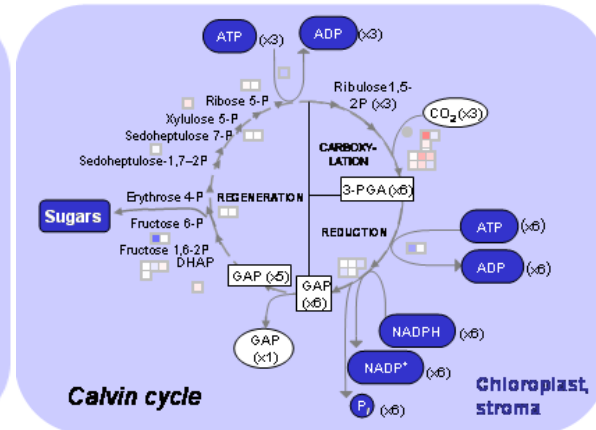 ATP (x3) ADP (x3)
Ribulose 1,5-
2P (x3)
Ribose 5-P
CO2 (x3)
Xylulose 5-P
Sedoheptulose 7-P
CARBOXY-
LATION
Sedoheptulose-1,7-2P
3-PGA (x6)
Erythrose 4-P
REGENERATION
Sugars
REDUCTION
ATP (x6)
Fructose 6-P
Fructose 1,6-2P
DHAP
ADP (x6)
GAP (x5)
GAP
(x6)
NADPH (x6)
GAP
(x1)
NADP+ (x6)
Pi (x6)
Calvin cycle
Chloroplast,
stroma